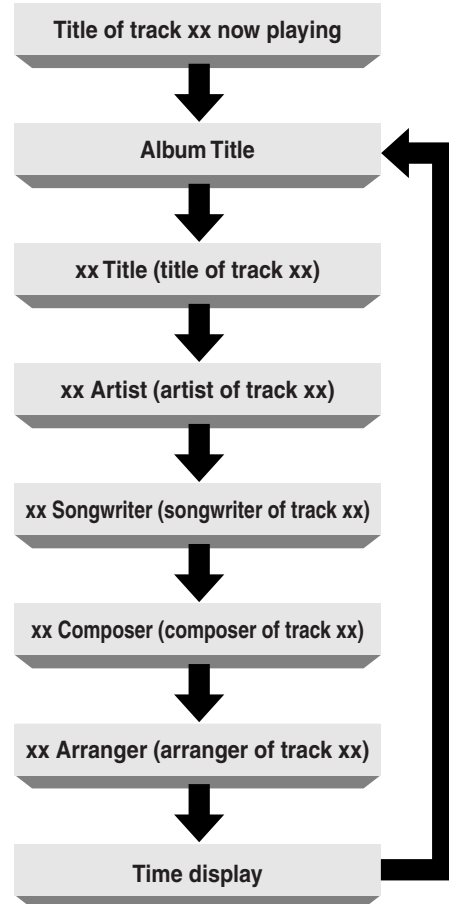 Title of track xx now playing
Album Title
xx Title (title of track xx)
xx Artist (artist of track xx)
xx Songwriter (songwriter of track xx)
xx Composer (composer of track xx)
xx Arranger (arranger of track xx)
Time display